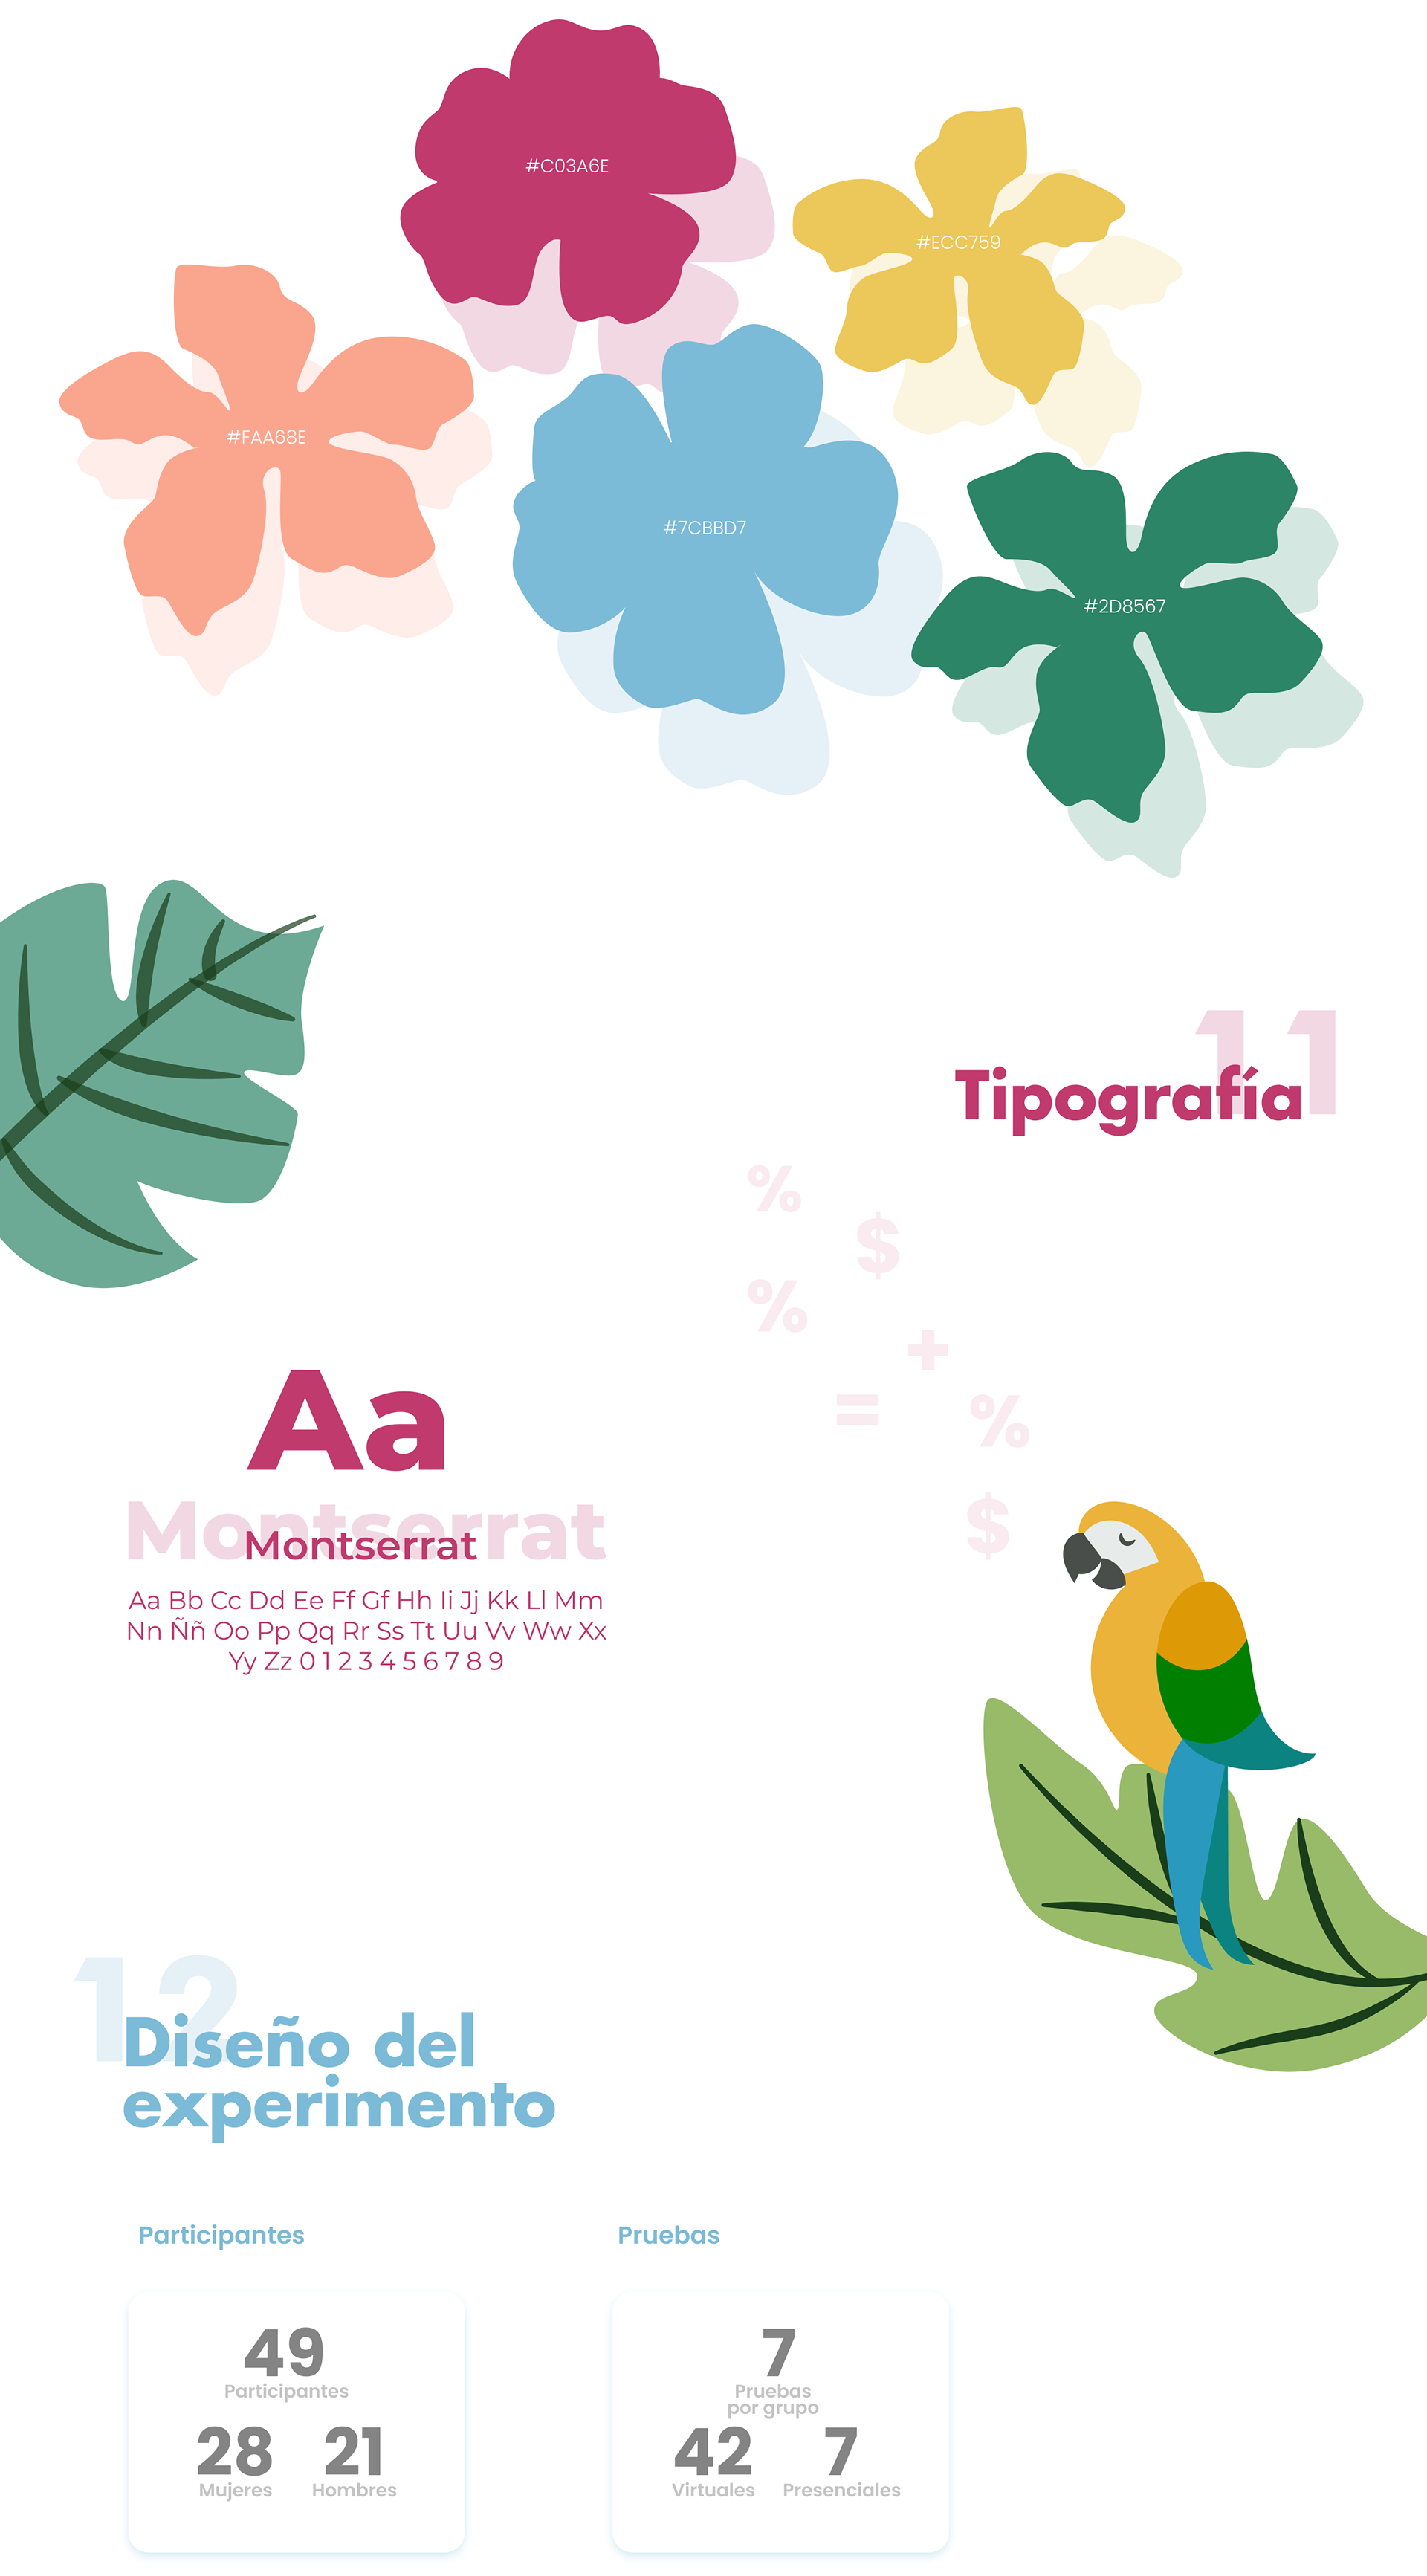 #C03A6E
#ECC759
#FAA68E
#7CBBD7
#2D8567
11
Tipografía
%
$
%
+
=
%
$
Aa
Montserrat
Montserrat
Aa Bb Cc Dd Ee Ff Gf Hh Ii Jj Kk Ll Mm
Nn Ññ Oo Pp Qq Rr Ss Tt Uu Vv Ww Xx
Yy Zz 0 1 2 3 4 5 6 7 8 9
12
Diseño del
experimento
Participantes
Pruebas
49
Participantes
28 21
Mujeres Hombres
7
Pruebas
por grupo
42 7
Virtuales Presenciales